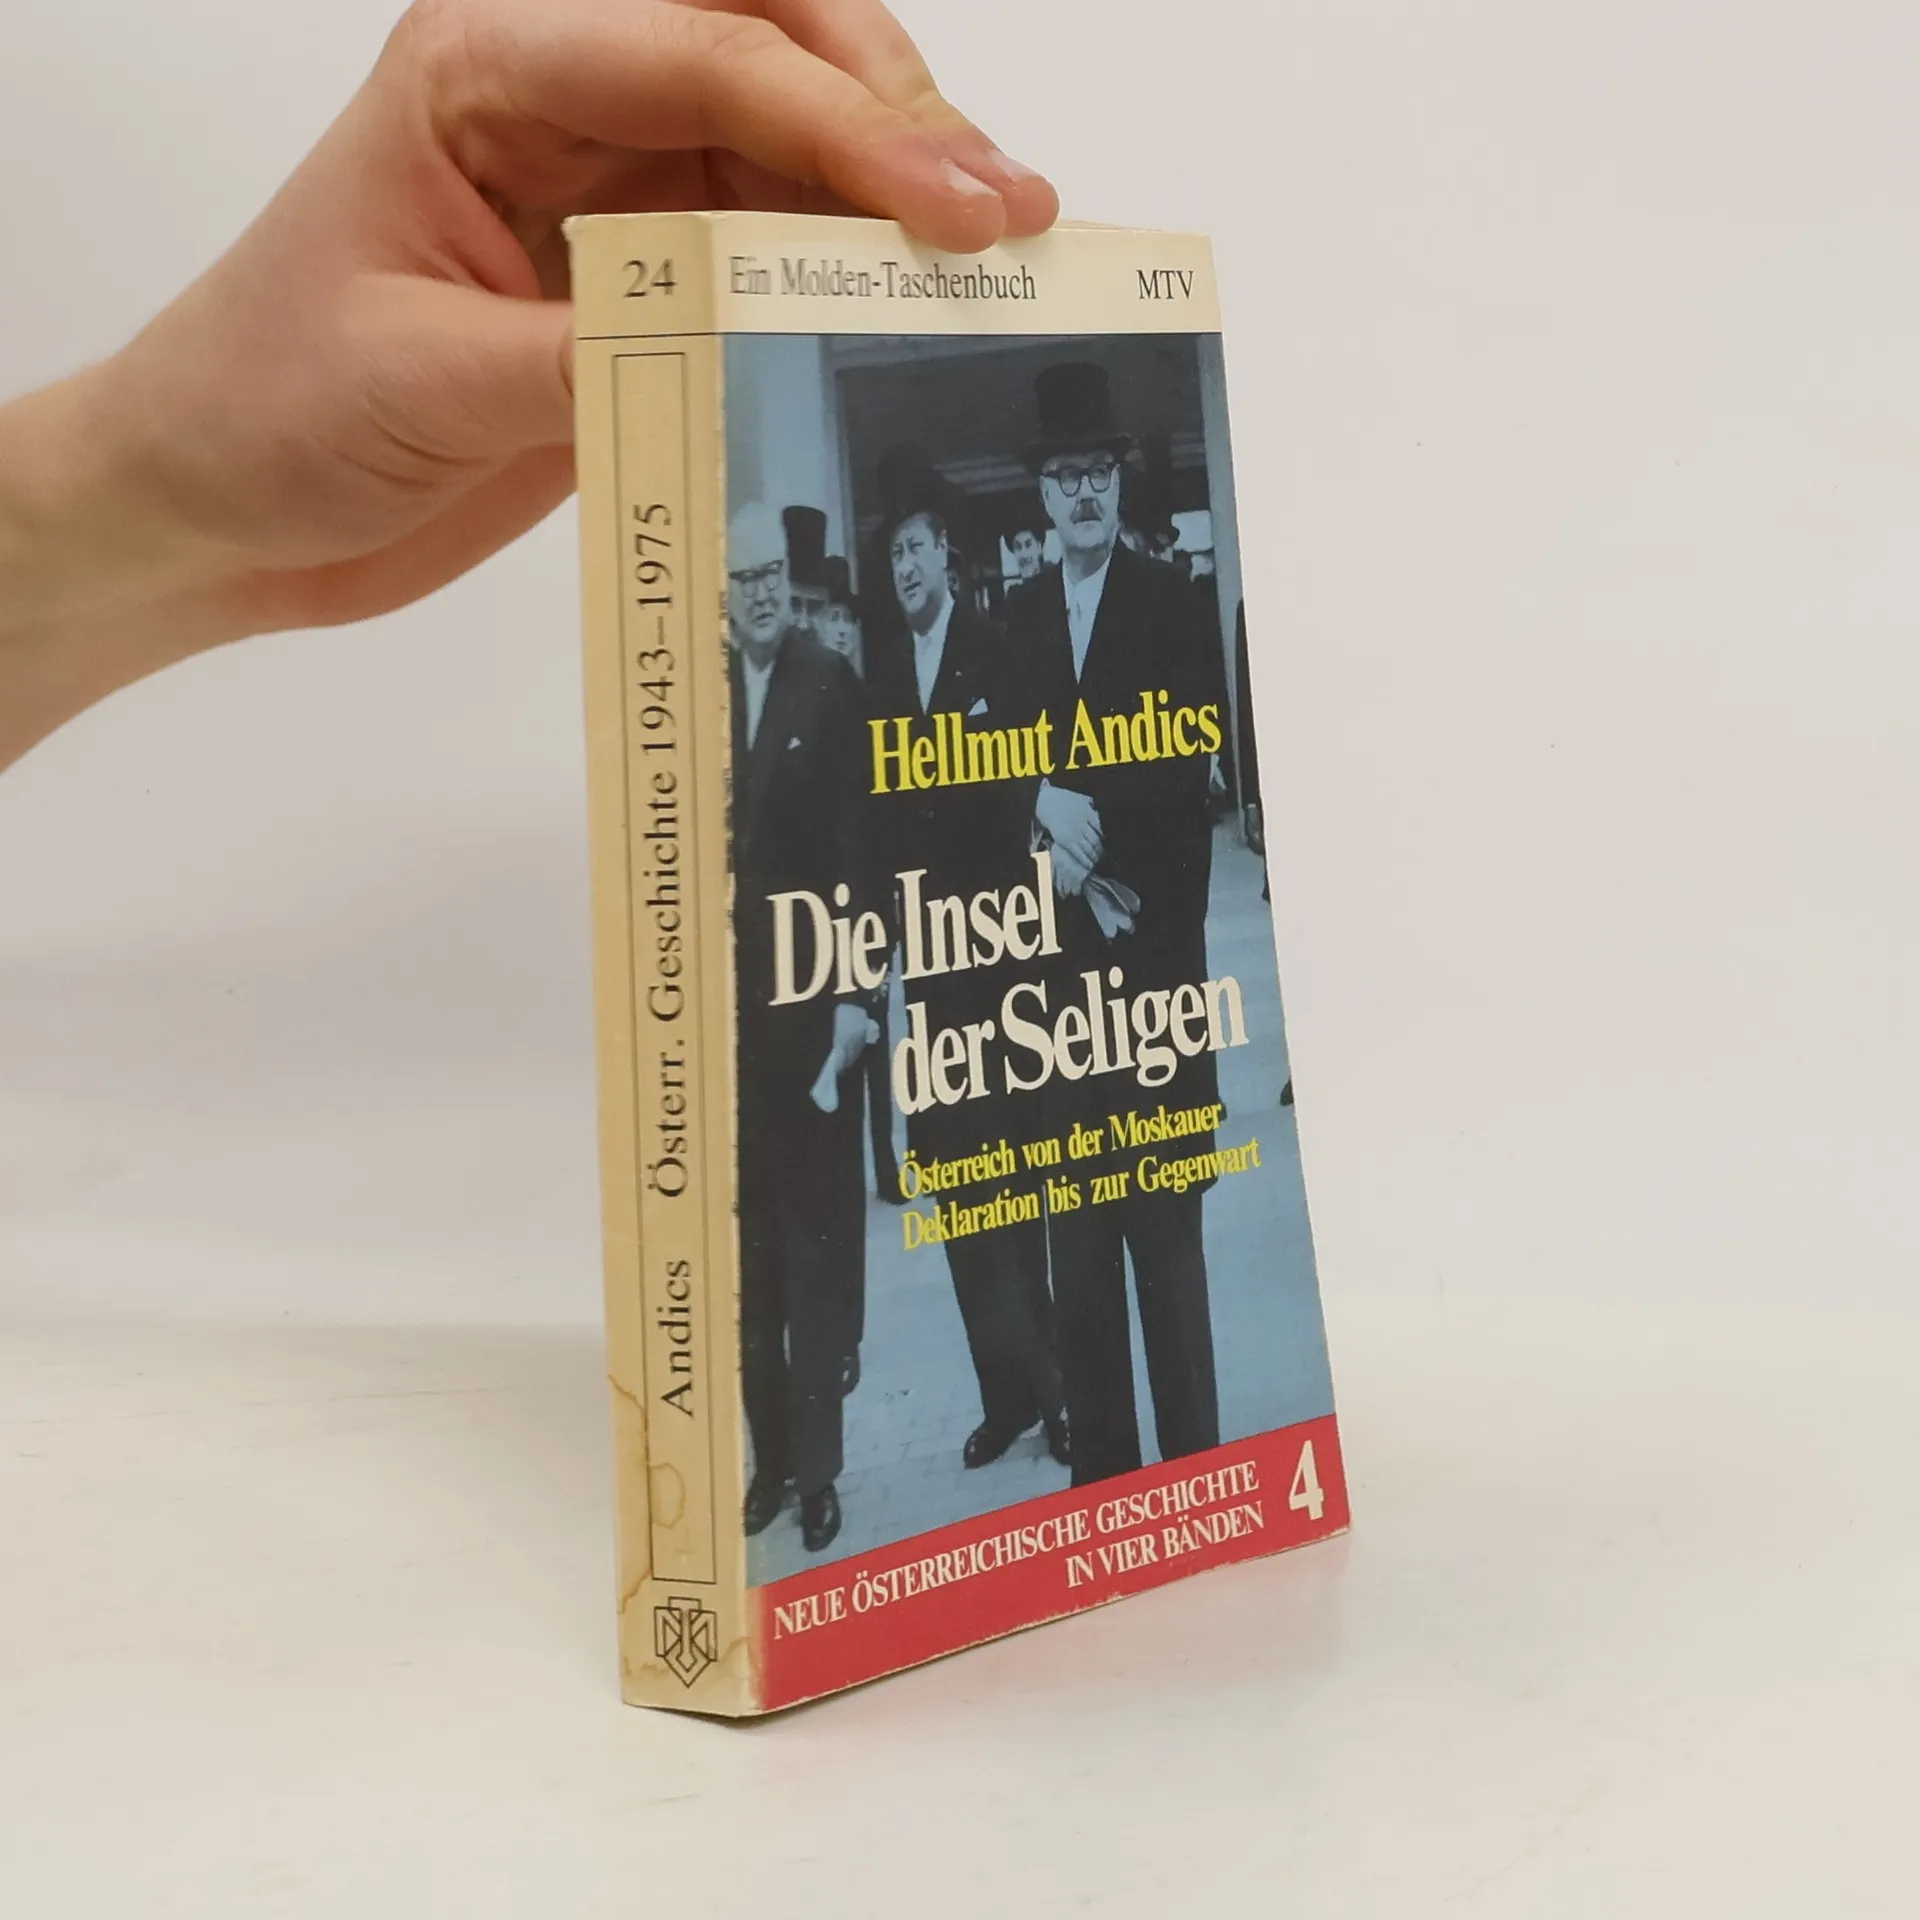 24
Andics Österr. Geschichte 1943–1975
Ein Molden-Taschenbuch MTV
Hellmut Andics
Die Insel
der Seligen
Österreich von der Moskauer
Deklaration bis zur Gegenwart
NEUE ÖSTERREICHISCHE GESCHICHTE
IN VIER BÄNDEN
4